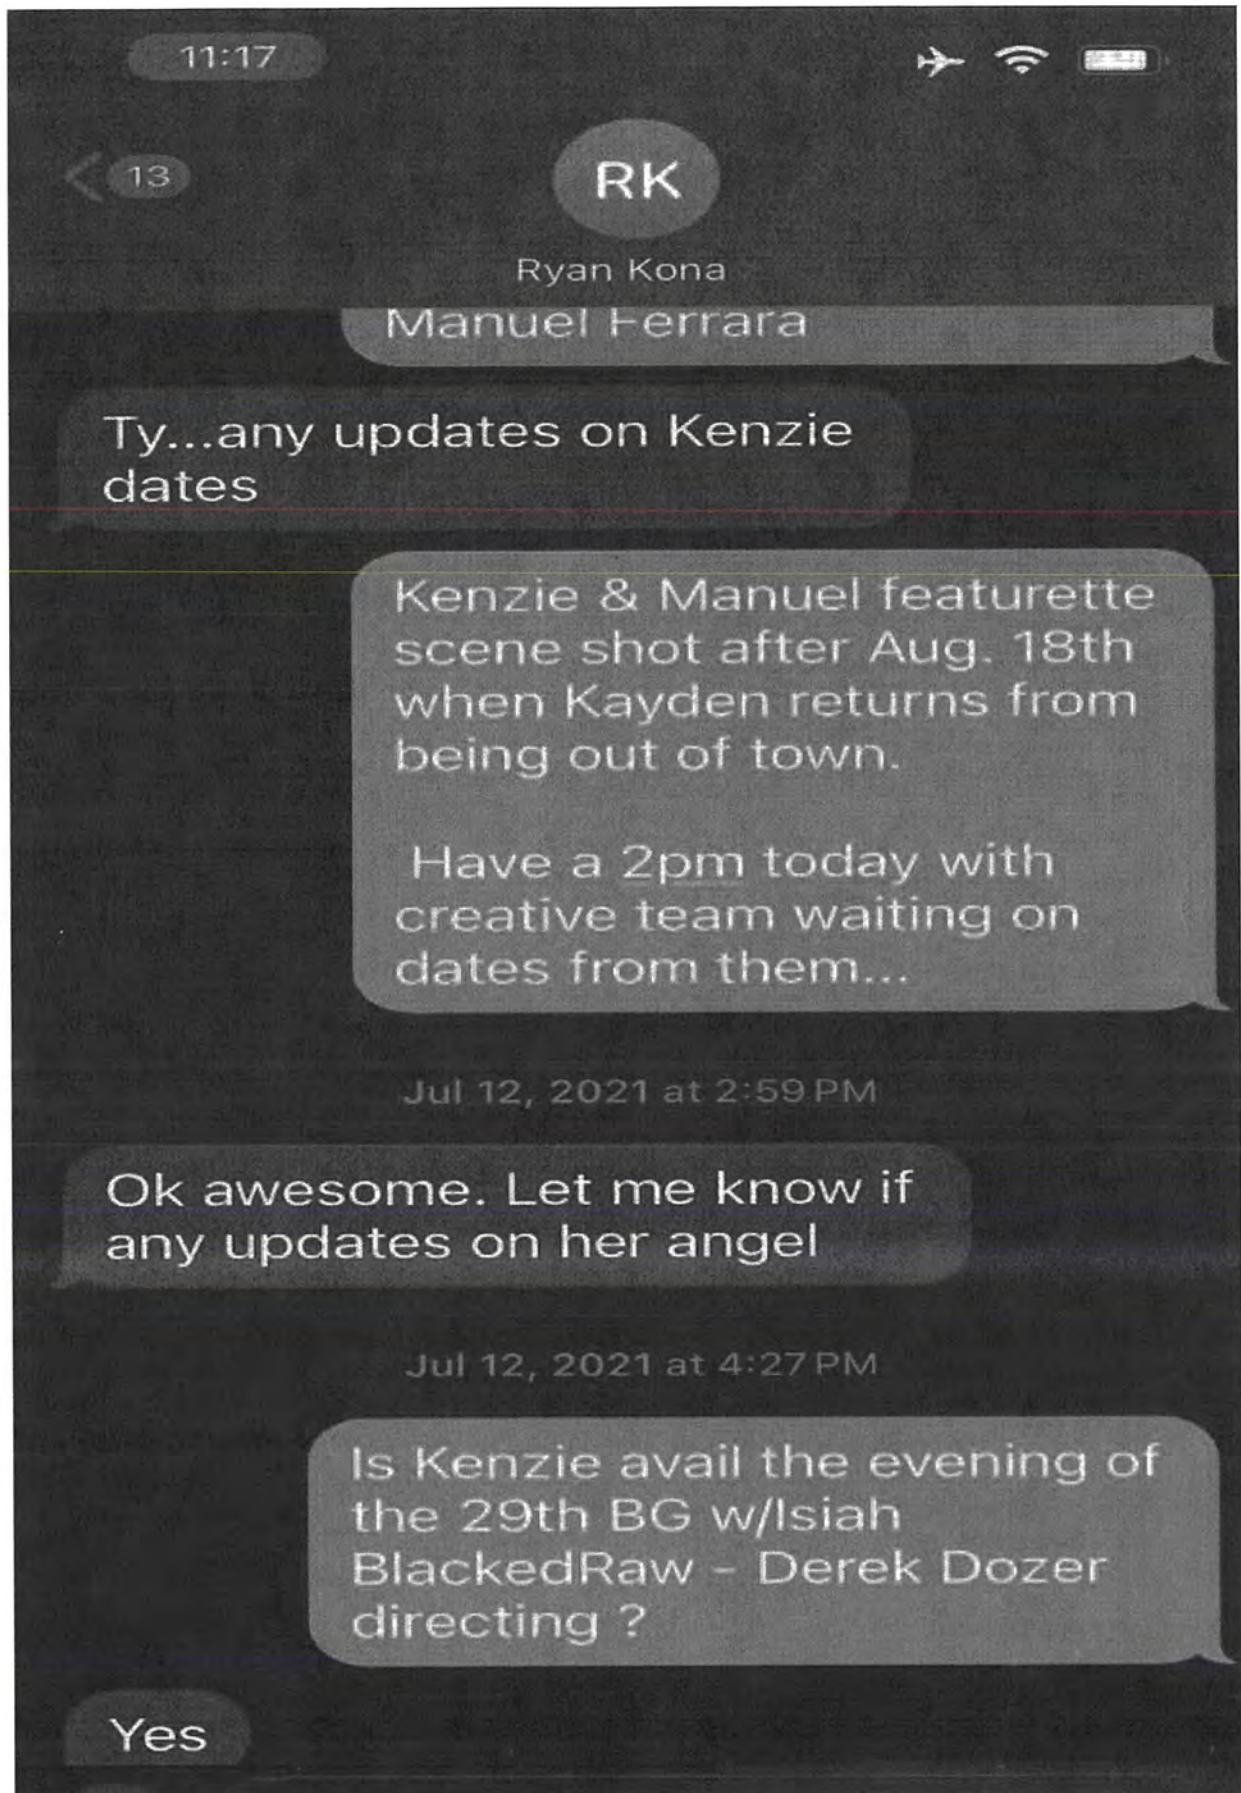 11:17
13
RK
Ryan Kona
Manuel Ferrara
Ty...any updates on Kenzie
dates
Kenzie & Manuel featurette
scene shot after Aug. 18th
when Kayden returns from
being out of town.
Have a 2pm today with
creative team waiting on
dates from them...
Jul 12, 2021 at 2:59 PM
Ok awesome. Let me know if
any updates on her angel
Jul 12, 2021 at 4:27 PM
Is Kenzie avail the evening of
the 29th BG w/Isiah
BlackedRaw - Derek Dozer
directing ?
Yes